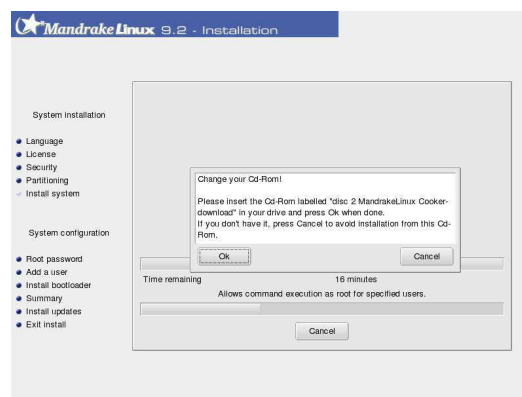 Mandrake Linux 9.2 - Installation
System installation
Language
License
Security
Partitioning
Install system
System configuration
Root password
Add a user
Install bootloader
Summary
Install updates
Exit install
Change your Cd-Rom!
Please insert the Cd-Rom labelled "disc 2 MandrakeLinux Cooker-
download" in your drive and press Ok when done.
If you don't have it, press Cancel to avoid installation from this Cd-
Rom.
Ok
Cancel
Time remaining 16 minutes
Allows command execution as root for specified users.
Cancel